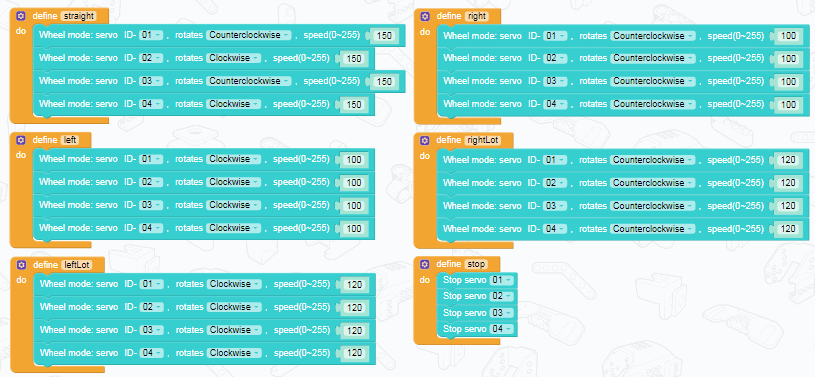 define straight
do Wheel mode: servo ID- 01 , rotates Counterclockwise , speed(0~255) 150
Wheel mode: servo ID- 02 , rotates Clockwise , speed(0~255) 150
Wheel mode: servo ID- 03 , rotates Counterclockwise , speed(0~255) 150
Wheel mode: servo ID- 04 , rotates Clockwise , speed(0~255) 150
define left
do Wheel mode: servo ID- 01 , rotates Clockwise , speed(0~255) 100
Wheel mode: servo ID- 02 , rotates Clockwise , speed(0~255) 100
Wheel mode: servo ID- 03 , rotates Clockwise , speed(0~255) 100
Wheel mode: servo ID- 04 , rotates Clockwise , speed(0~255) 100
define leftLot
do Wheel mode: servo ID- 01 , rotates Clockwise , speed(0~255) 120
Wheel mode: servo ID- 02 , rotates Clockwise , speed(0~255) 120
Wheel mode: servo ID- 03 , rotates Clockwise , speed(0~255) 120
Wheel mode: servo ID- 04 , rotates Clockwise , speed(0~255) 120
define right
do Wheel mode: servo ID- 01 , rotates Counterclockwise , speed(0~255) 100
Wheel mode: servo ID- 02 , rotates Counterclockwise , speed(0~255) 100
Wheel mode: servo ID- 03 , rotates Counterclockwise , speed(0~255) 100
Wheel mode: servo ID- 04 , rotates Counterclockwise , speed(0~255) 100
define rightLot
do Wheel mode: servo ID- 01 , rotates Counterclockwise , speed(0~255) 120
Wheel mode: servo ID- 02 , rotates Counterclockwise , speed(0~255) 120
Wheel mode: servo ID- 03 , rotates Counterclockwise , speed(0~255) 120
Wheel mode: servo ID- 04 , rotates Counterclockwise , speed(0~255) 120
define stop
do Stop servo 01
Stop servo 02
Stop servo 03
Stop servo 04